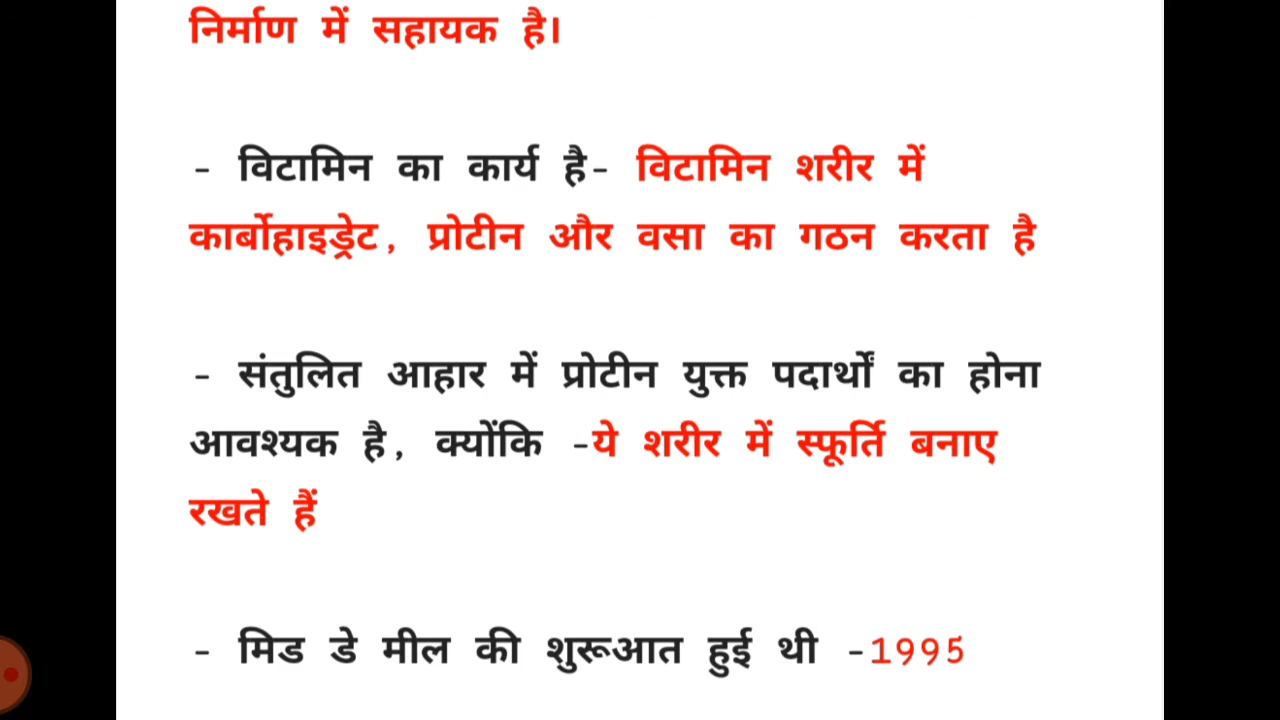 निर्माण में सहायक है।
- विटामिन का कार्य है- विटामिन शरीर में
कार्बोहाइड्रेट, प्रोटीन और वसा का गठन करता है
- संतुलित आहार में प्रोटीन युक्त पदार्थों का होना
आवश्यक है, क्योंकि -ये शरीर में स्फूर्ति बनाए
रखते हैं
- मिड डे मील की शुरूआत हुई थी -1995